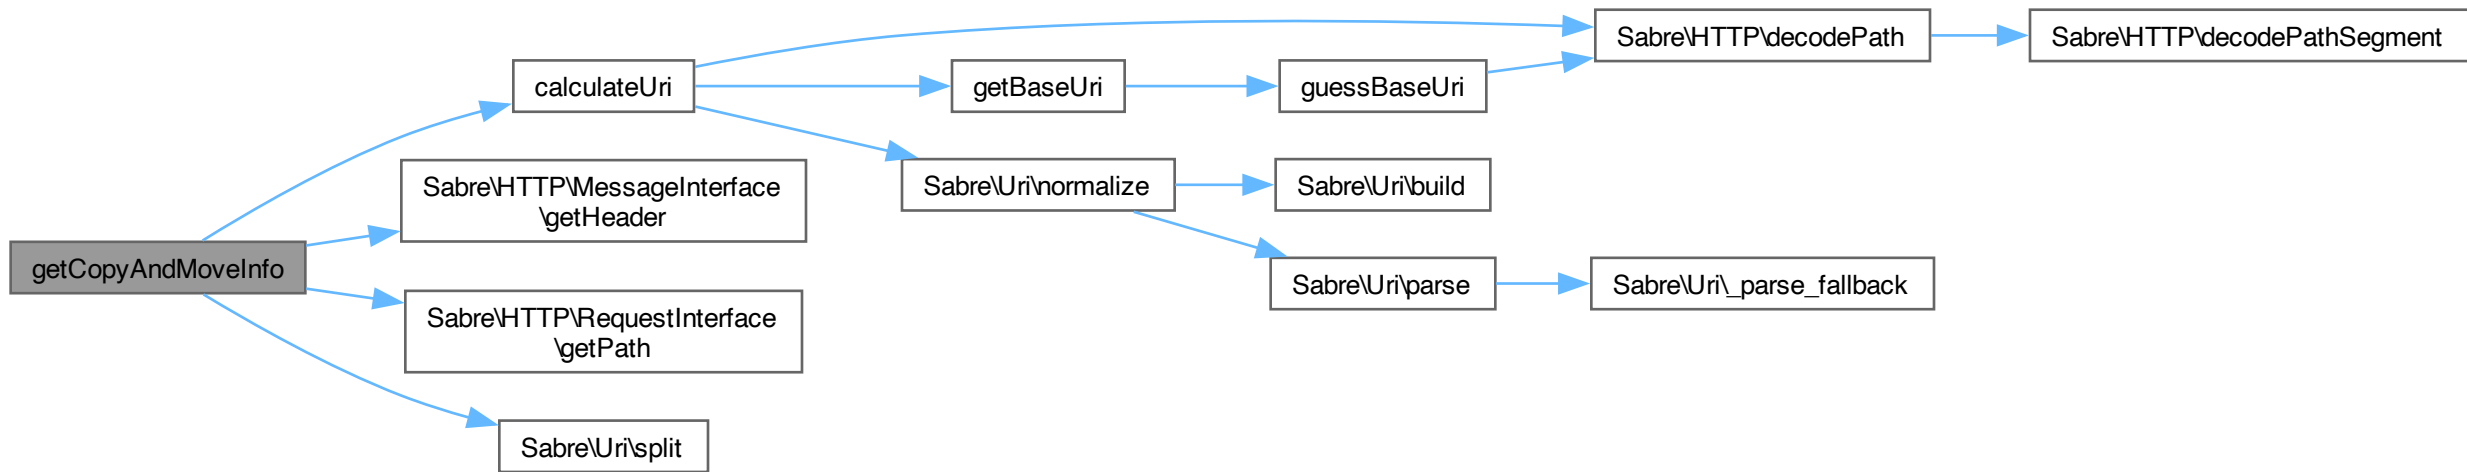 getCopyAndMoveInfo
calculateUri
Sabre\HTTP\MessageInterface
\getHeader
Sabre\HTTP\RequestInterface
\getPath
Sabre\Uri\split
getBaseUri
guessBaseUri
Sabre\HTTP\decodePath
Sabre\HTTP\decodePathSegment
Sabre\Uri\normalize
Sabre\Uri\build
Sabre\Uri\parse
Sabre\Uri\_parse_fallback